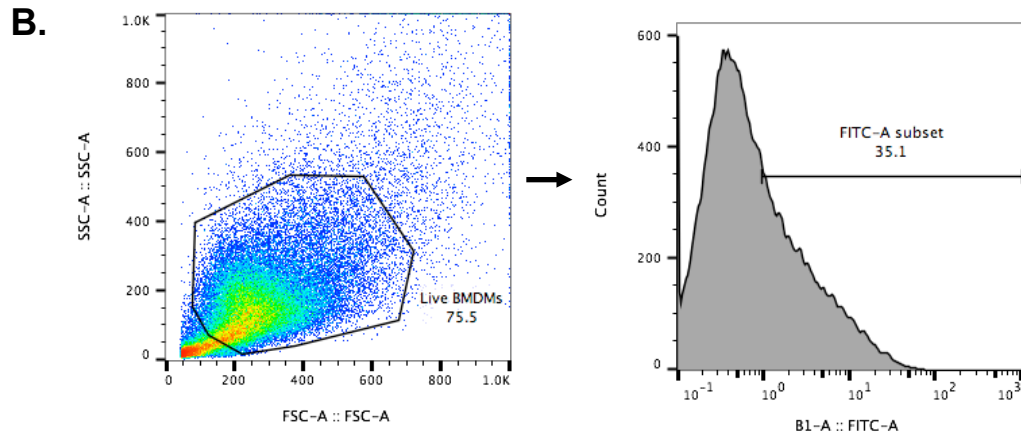 B.
1.0K
800
600
400
200
0
SSC-A :: SSC-A
Live BMDMs
75.5
0 200 400 600 800 1.0K
FSC-A :: FSC-A
600
400
200
0
Count
FITC-A subset
35.1
10^-1 10^0 10^1 10^2 10^3
B1-A :: FITC-A